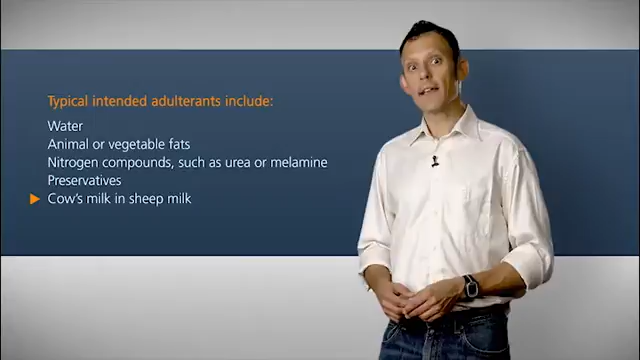 Typical intended adulterants include:
Water
Animal or vegetable fats
Nitrogen compounds, such as urea or melamine
Preservatives
Cow's milk in sheep milk